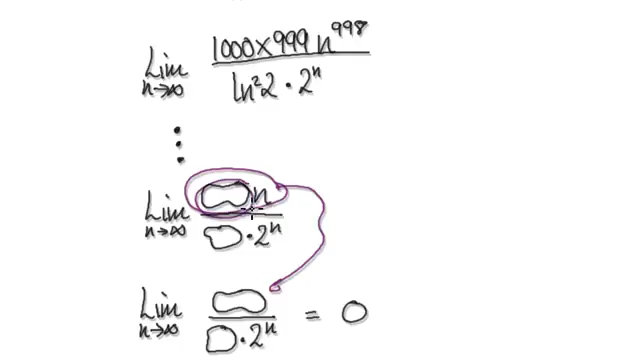 Lim n→∞ 1000×999 n^998 / ln²2 · 2^n
⋮
Lim n→∞ n / · 2^n
Lim n→∞ / · 2^n = 0